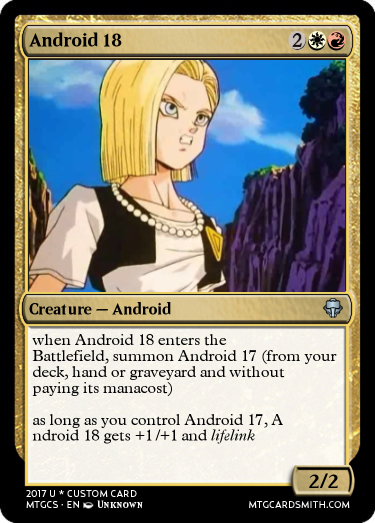 Android 18 2
Creature — Android
when Android 18 enters the
Battlefield, summon Android 17 (from your
deck, hand or graveyard and without
paying its manacost)
as long as you control Android 17, A
ndroid 18 gets +1/+1 and lifelink
2/2
2017 U * CUSTOM CARD
MTGCS · EN UNKNOWN
MTGCARDSMITH.COM